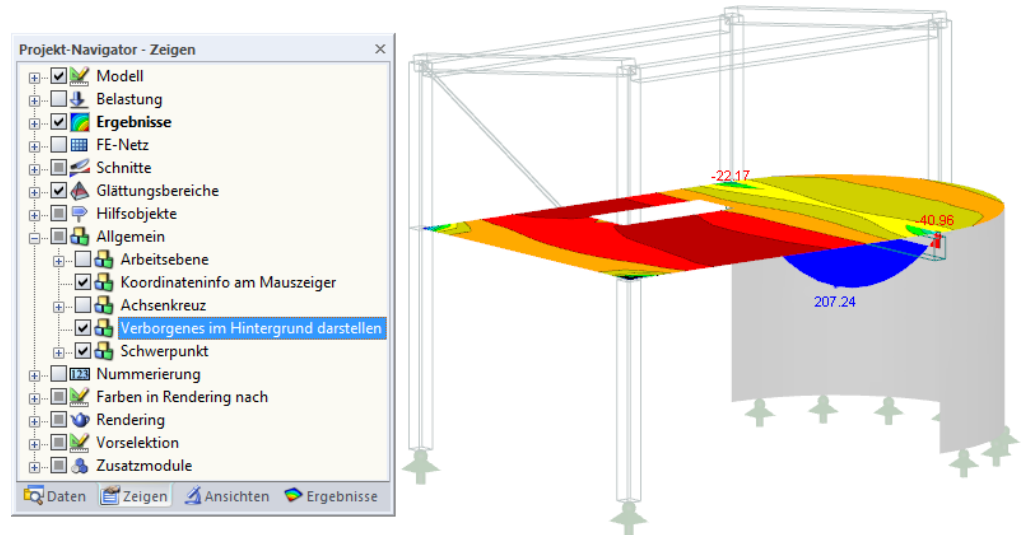 Projekt-Navigator - Zeigen
Modell
Belastung
Ergebnisse
FE-Netz
Schnitte
Glättungsbereiche
Hilfsobjekte
Allgemein
Arbeitsebene
Koordinateninfo am Mauszeiger
Achsenkreuz
Verborgenes im Hintergrund darstellen
Schwerpunkt
123 Nummerierung
Farben in Rendering nach
Rendering
Vorselektion
Zusatzmodule
Daten Zeigen Ansichten Ergebnisse
-22.17
-40.96
207.24